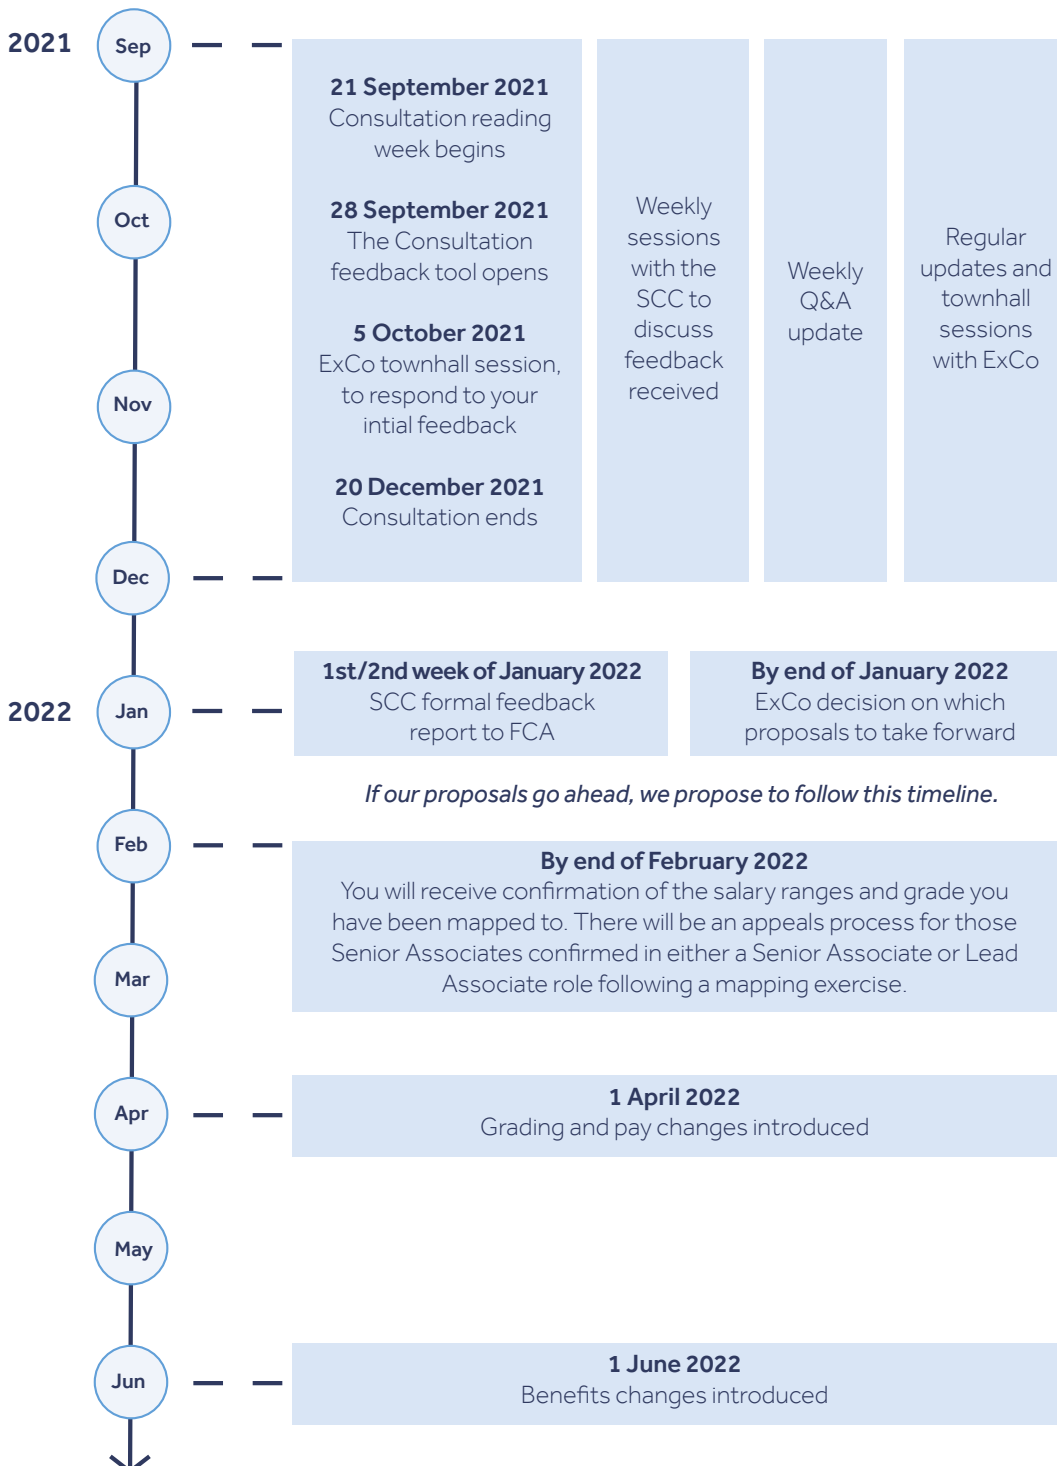 2021
Sep
21 September 2021
Consultation reading
week begins
28 September 2021
The Consultation
feedback tool opens
5 October 2021
ExCo townhall session,
to respond to your
intial feedback
20 December 2021
Consultation ends
Weekly
sessions
with the
SCC to
discuss
feedback
received
Weekly
Q&A
update
Regular
updates and
townhall
sessions
with ExCo
Oct
Nov
Dec
2022
Jan
1st/2nd week of January 2022
SCC formal feedback
report to FCA
By end of January 2022
ExCo decision on which
proposals to take forward
If our proposals go ahead, we propose to follow this timeline.
Feb
By end of February 2022
You will receive confirmation of the salary ranges and grade you
have been mapped to. There will be an appeals process for those
Senior Associates confirmed in either a Senior Associate or Lead
Associate role following a mapping exercise.
Mar
Apr
1 April 2022
Grading and pay changes introduced
May
Jun
1 June 2022
Benefits changes introduced